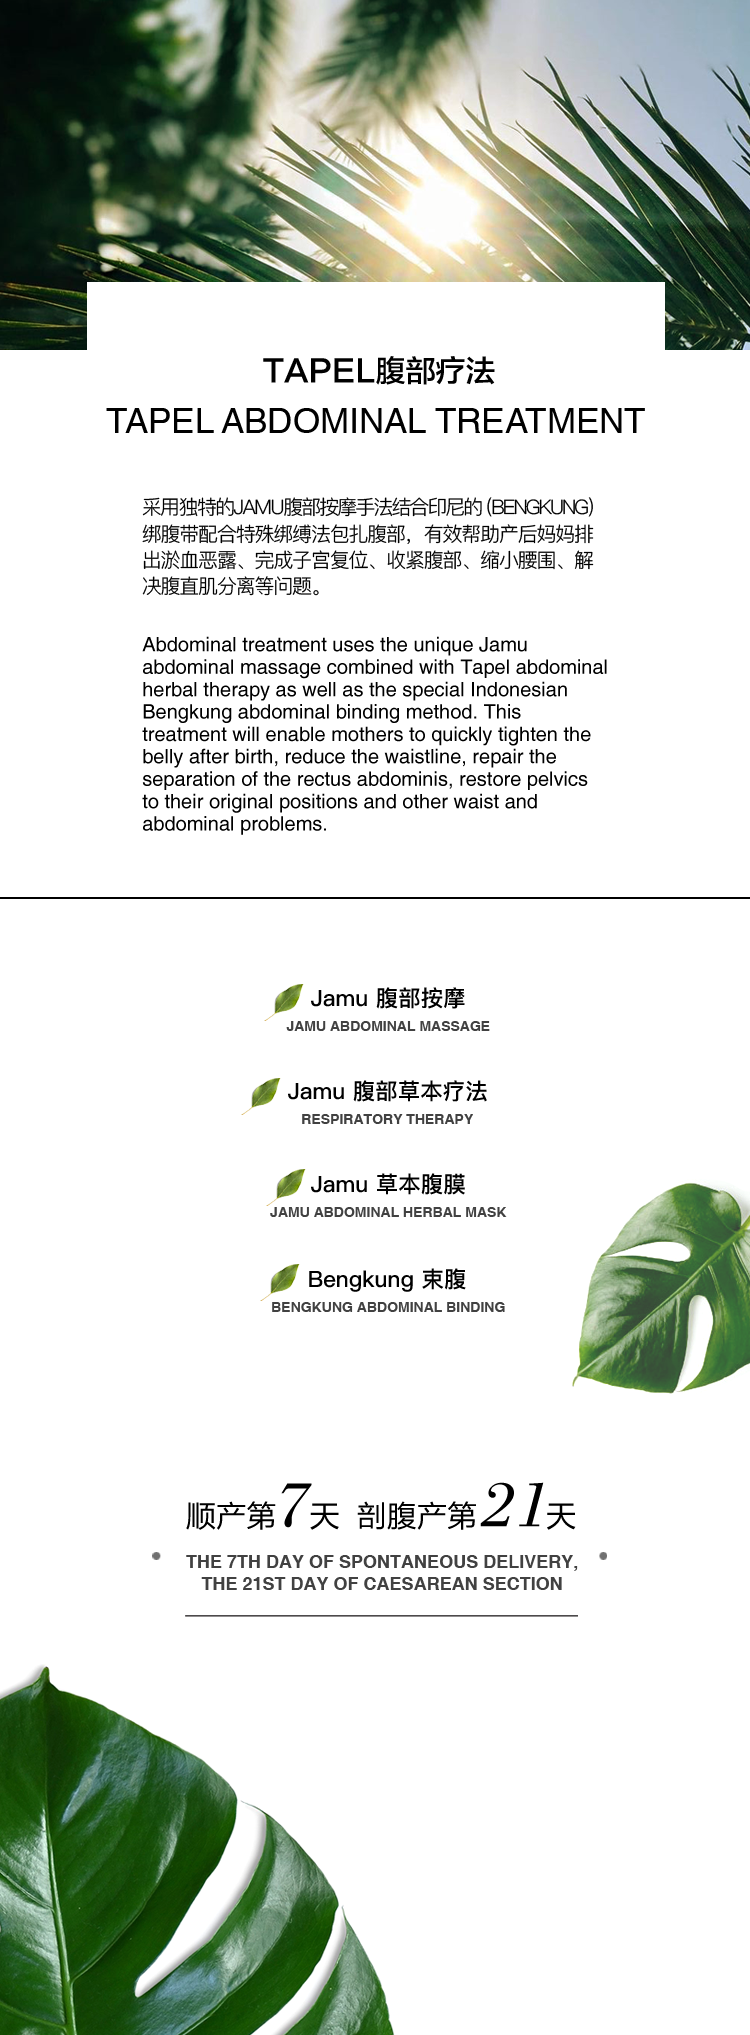 TAPEL腹部疗法
TAPEL ABDOMINAL TREATMENT
采用独特的JAMU腹部按摩手法结合印尼的 (BENGKUNG)
绑腹带配合特殊绑缚法包扎腹部，有效帮助产后妈妈排
出淤血恶露、完成子宫复位、收紧腹部、缩小腰围、解
决腹直肌分离等问题。
Abdominal treatment uses the unique Jamu
abdominal massage combined with Tapel abdominal
herbal therapy as well as the special Indonesian
Bengkung abdominal binding method. This
treatment will enable mothers to quickly tighten the
belly after birth, reduce the waistline, repair the
separation of the rectus abdominis, restore pelvics
to their original positions and other waist and
abdominal problems.
Jamu 腹部按摩
JAMU ABDOMINAL MASSAGE
Jamu 腹部草本疗法
RESPIRATORY THERAPY
Jamu 草本腹膜
JAMU ABDOMINAL HERBAL MASK
Bengkung 束腹
BENGKUNG ABDOMINAL BINDING
顺产第7天 剖腹产第21天
THE 7TH DAY OF SPONTANEOUS DELIVERY,
THE 21ST DAY OF CAESAREAN SECTION